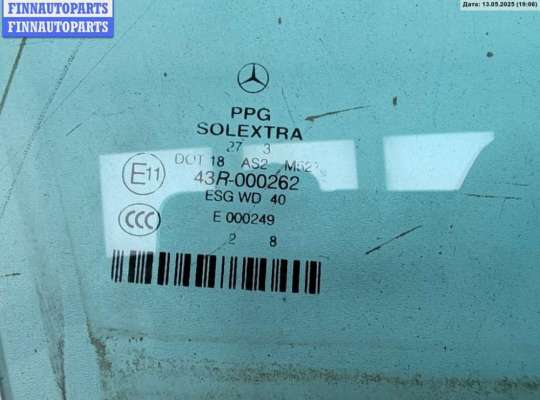 FINNAUTOPARTS
FINNAUTOPARTS
Дата: 13.05.2025 (19:06)
PPG
SOLEXTRA
27 3
DOT 18 AS2
E11
43R-000262
ESG WD 40
CCC
E 000249
2 8